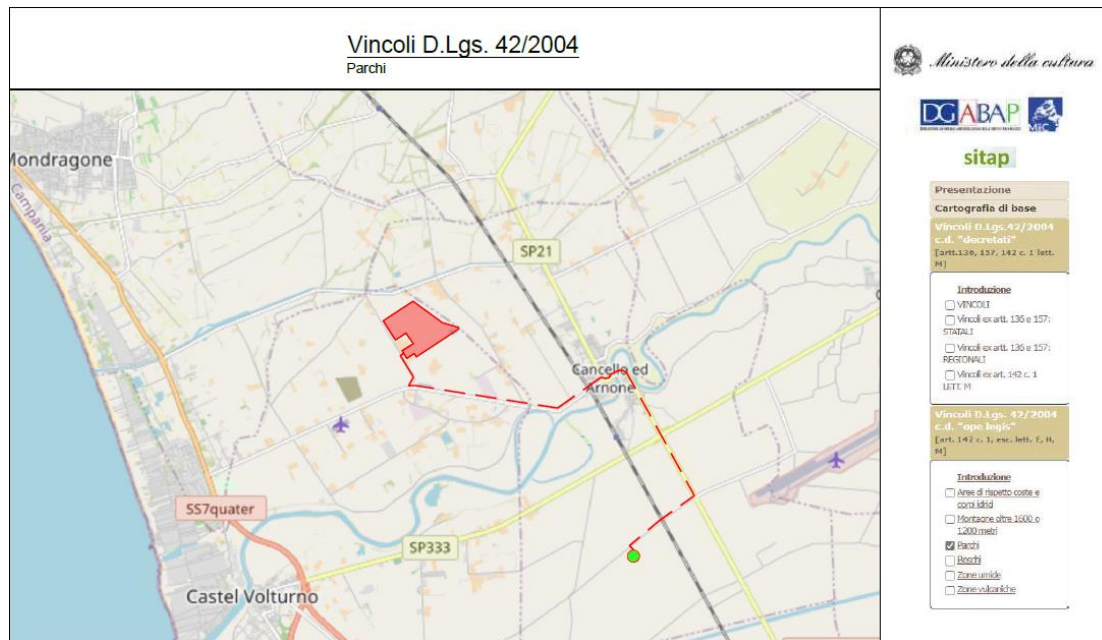 Vincoli D.Lgs. 42/2004
Parchi
Mondragone
Campania
SP21
Cancello ed
Arnone
SS7quater
SP333
Castel Volturno
Ministero della cultura
DGABAP
MiC
sitap
Presentazione
Cartografia di base
Vincoli D.Lgs.42/2004
c.d. "decretati"
[artt.136, 157, 142 c. 1 lett.
M]
Introduzione
VINCOLI
Vincoli ex artt. 136 e 157:
STATALI
Vincoli ex artt. 136 e 157:
REGIONALI
Vincoli ex art. 142 c. 1
LETT. M
Vincoli D.Lgs. 42/2004
c.d. "ope legis"
[art. 142 c. 1, esc. lett. E, H,
M]
Introduzione
Aree di rispetto coste e
corpi idrici
Montagne oltre 1600 o
1200 metri
Parchi
Boschi
Zone umide
Zone vulcaniche